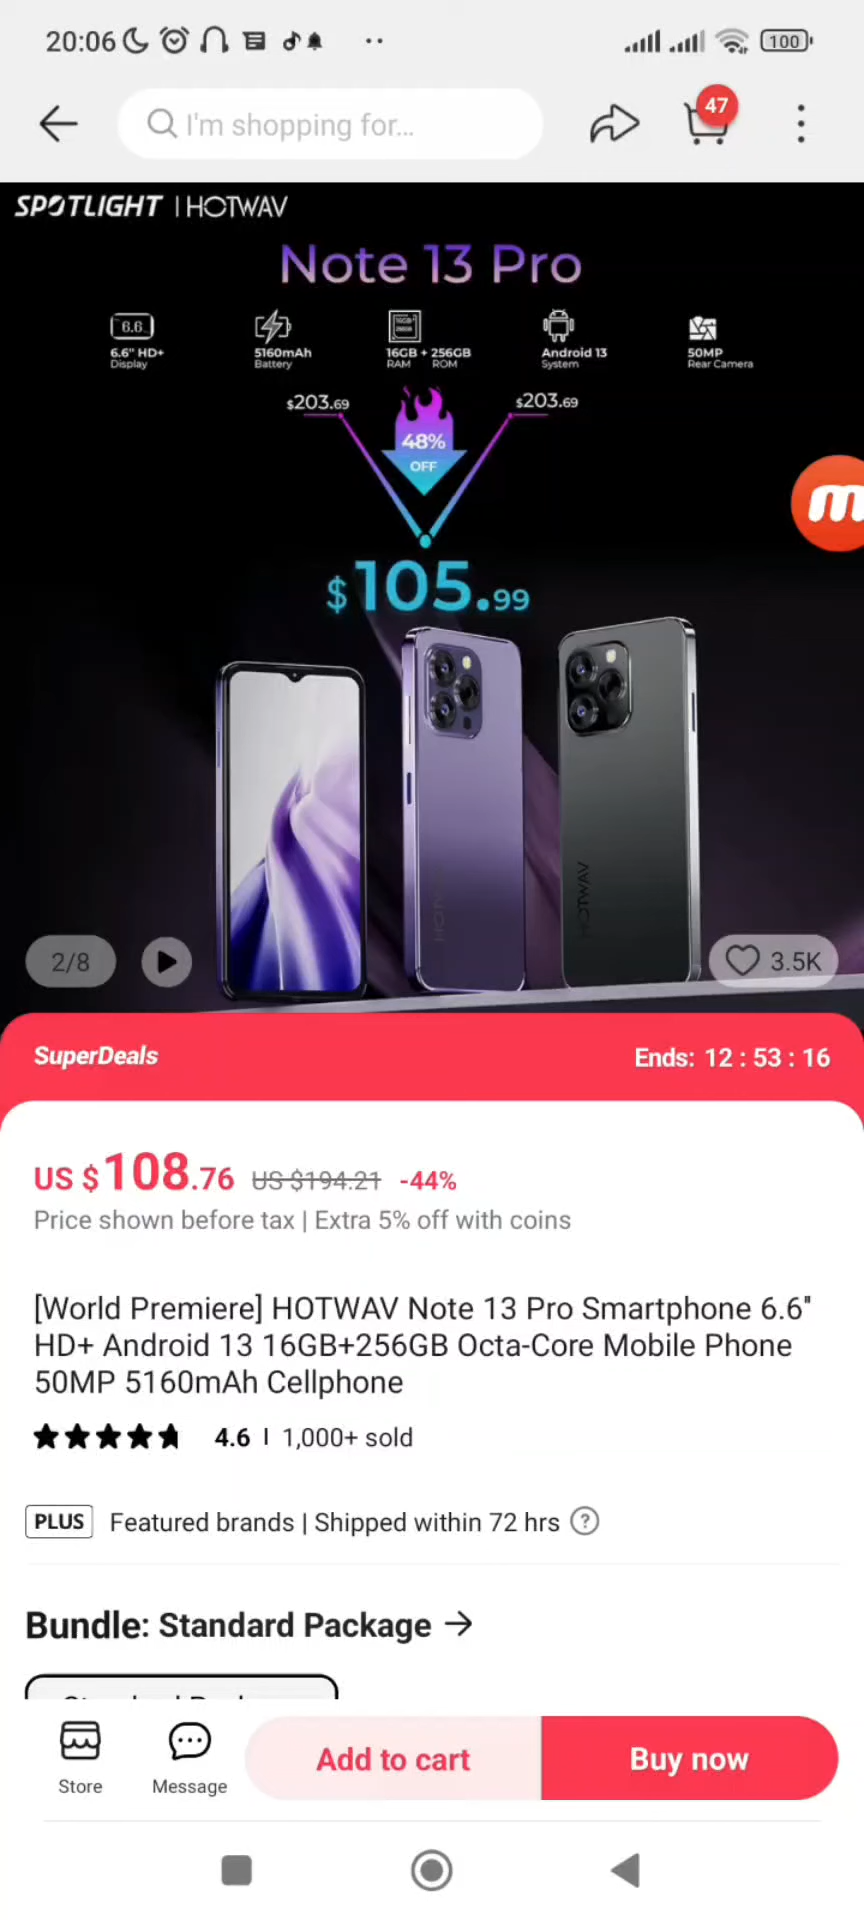 20:06
100
I'm shopping for...
47
SPOTLIGHT | HOTWAV
Note 13 Pro
6.6
6.6" HD+
Display
5160mAh
Battery
16GB + 256GB
RAM ROM
Android 13
System
50MP
Rear Camera
$203.69
$203.69
48%
OFF
m
$105.99
HOTWAV
2/8
3.5K
SuperDeals
Ends: 12 : 53 : 16
US $108.76 US $194.21 -44%
Price shown before tax | Extra 5% off with coins
[World Premiere] HOTWAV Note 13 Pro Smartphone 6.6"
HD+ Android 13 16GB+256GB Octa-Core Mobile Phone
50MP 5160mAh Cellphone
4.6 | 1,000+ sold
PLUS Featured brands | Shipped within 72 hrs ?
Bundle: Standard Package →
Store
Message
Add to cart
Buy now